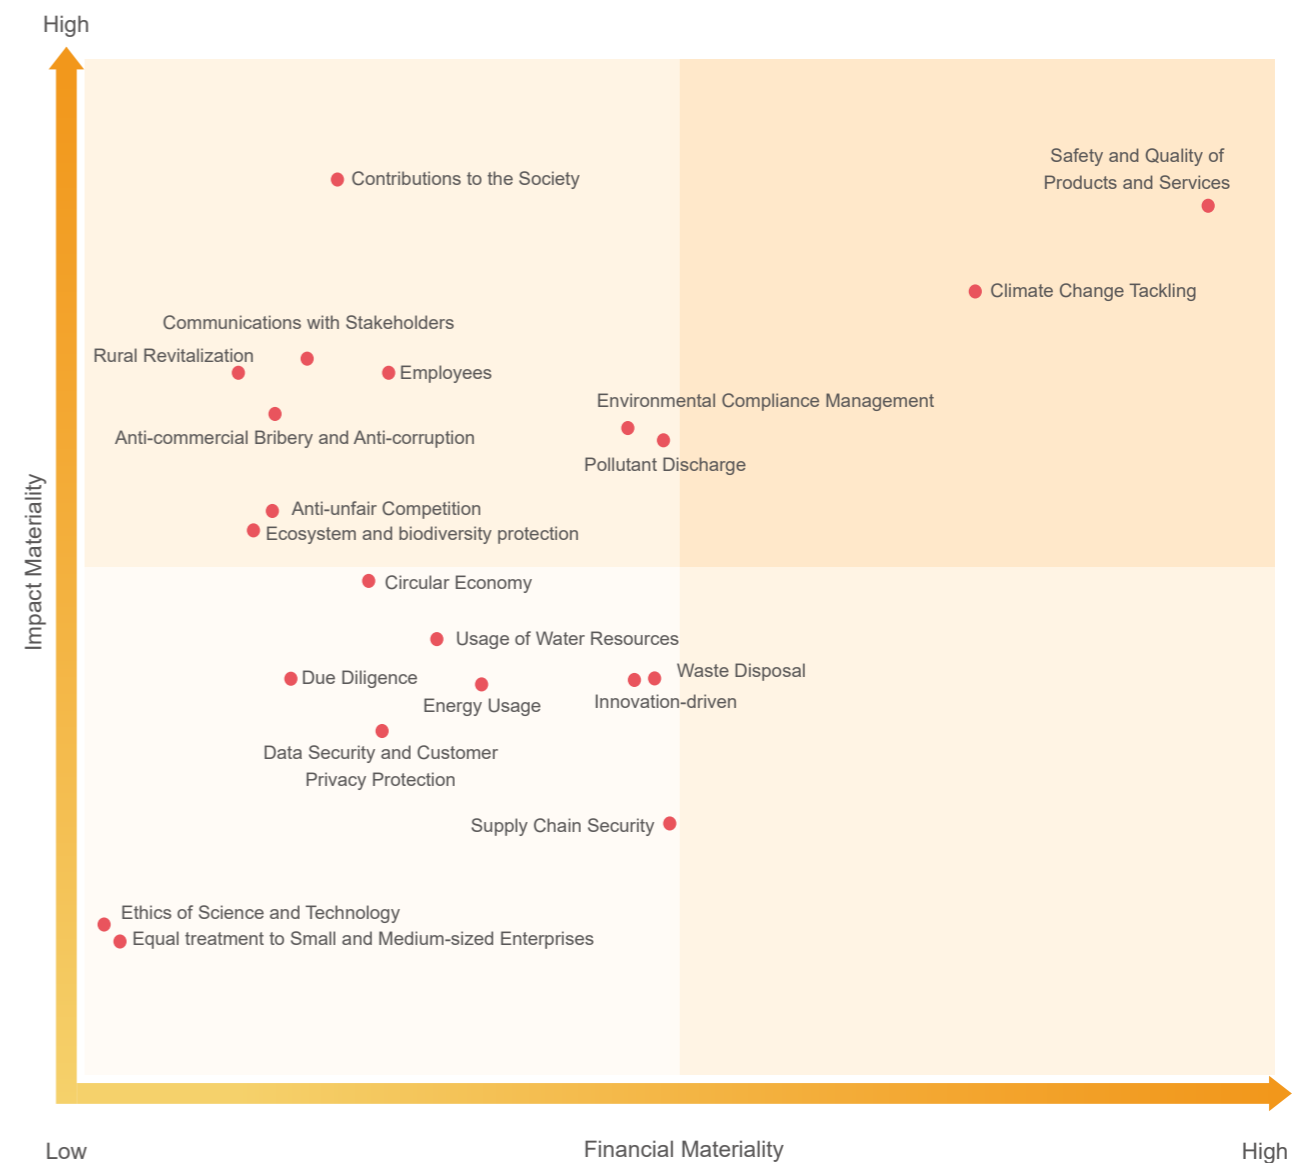 High
Contributions to the Society
Safety and Quality of
Products and Services
Climate Change Tackling
Communications with Stakeholders
Rural Revitalization
Employees
Environmental Compliance Management
Anti-commercial Bribery and Anti-corruption
Pollutant Discharge
Anti-unfair Competition
Ecosystem and biodiversity protection
Impact Materiality
Circular Economy
Usage of Water Resources
Waste Disposal
Due Diligence
Innovation-driven
Energy Usage
Data Security and Customer
Privacy Protection
Supply Chain Security
Ethics of Science and Technology
Equal treatment to Small and Medium-sized Enterprises
Low
Financial Materiality
High